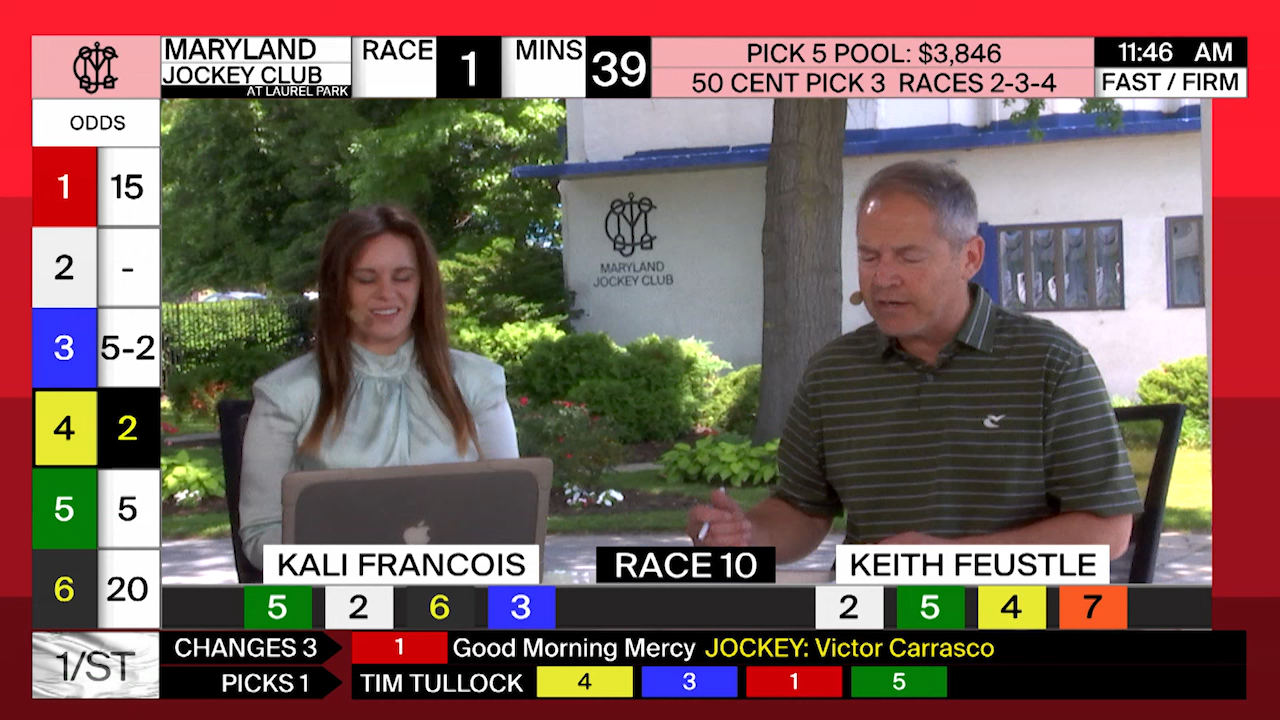 MARYLAND
JOCKEY CLUB
AT LAUREL PARK
RACE 1
MINS 39
PICK 5 POOL: $3,846
50 CENT PICK 3 RACES 2-3-4
11:46 AM
FAST / FIRM
ODDS
1 15
2 -
3 5-2
4 2
5 5
6 20
MARYLAND
JOCKEY CLUB
KALI FRANCOIS
RACE 10
KEITH FEUSTLE
5 2 6 3
2 5 4 7
1/ST
CHANGES 3 1 Good Morning Mercy JOCKEY: Victor Carrasco
PICKS 1 TIM TULLOCK 4 3 1 5